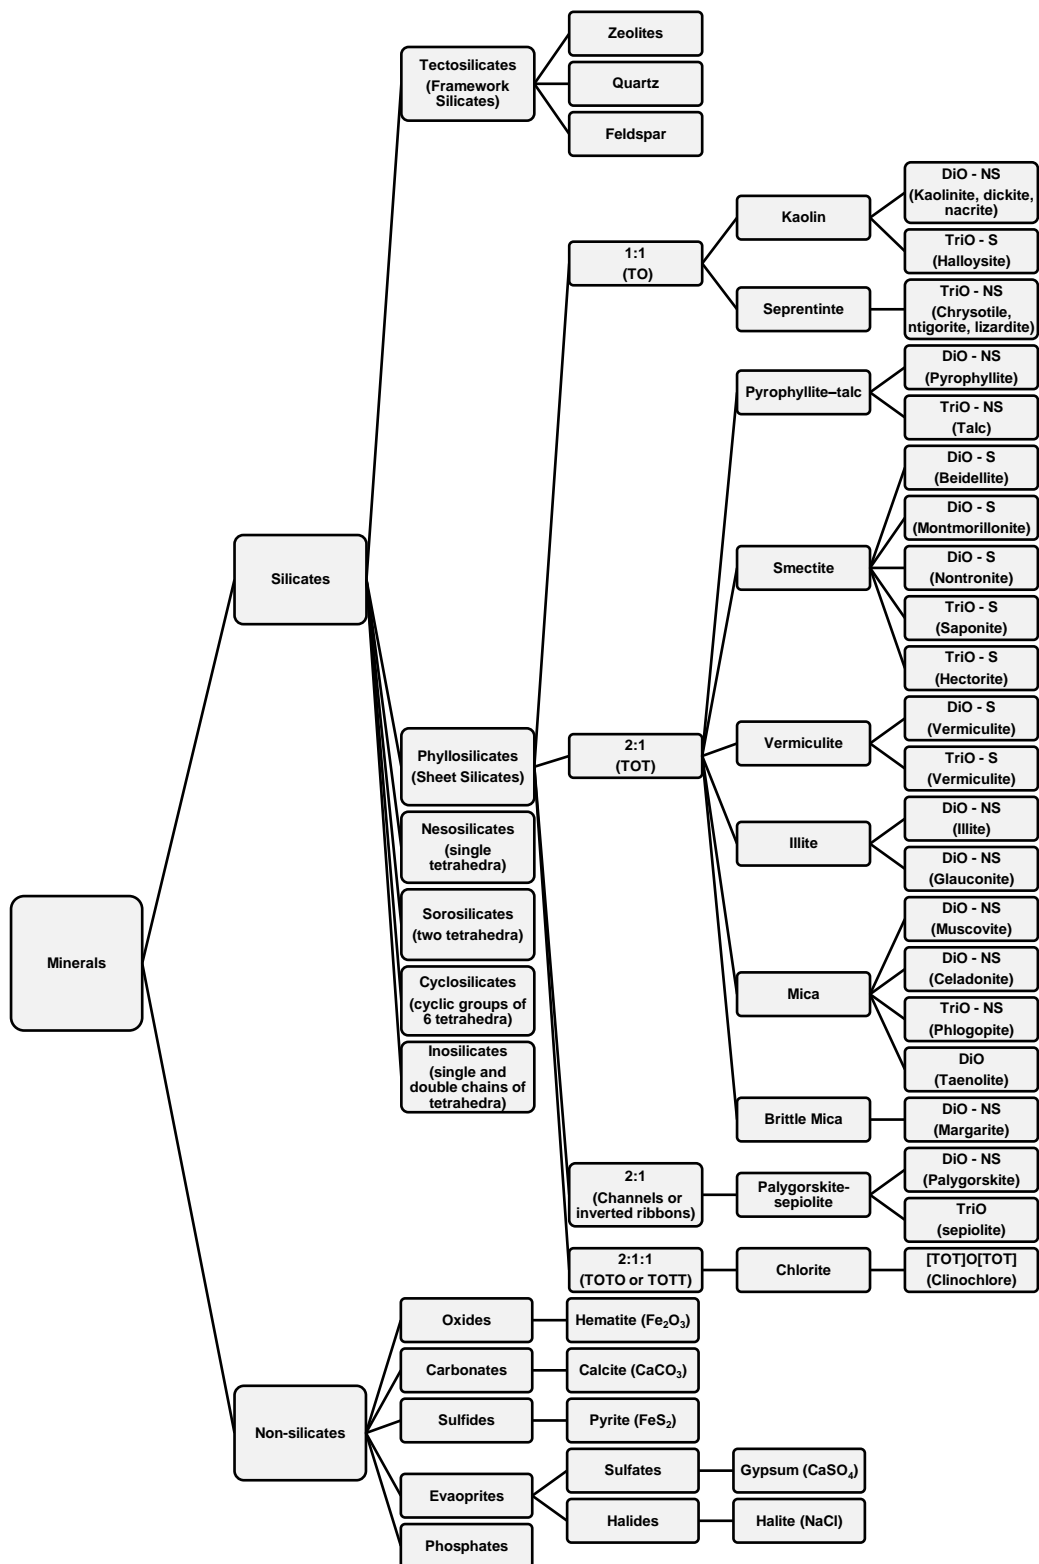 Minerals
Silicates
Tectosilicates
(Framework
Silicates)
Zeolites
Quartz
Feldspar
Phyllosilicates
(Sheet Silicates)
1:1
(TO)
Kaolin
DiO - NS
(Kaolinite, dickite,
nacrite)
TriO - S
(Halloysite)
Seprentinte
TriO - NS
(Chrysotile,
ntigorite, lizardite)
2:1
(TOT)
Pyrophyllite–talc
DiO - NS
(Pyrophyllite)
TriO - NS
(Talc)
Smectite
DiO - S
(Beidellite)
DiO - S
(Montmorillonite)
DiO - S
(Nontronite)
TriO - S
(Saponite)
TriO - S
(Hectorite)
Vermiculite
DiO - S
(Vermiculite)
TriO - S
(Vermiculite)
Illite
DiO - NS
(Illite)
DiO - NS
(Glauconite)
Mica
DiO - NS
(Muscovite)
DiO - NS
(Celadonite)
TriO - NS
(Phlogopite)
DiO
(Taenolite)
Brittle Mica
DiO - NS
(Margarite)
2:1
(Channels or
inverted ribbons)
Palygorskite-
sepiolite
DiO - NS
(Palygorskite)
TriO
(sepiolite)
2:1:1
(TOTO or TOTT)
Chlorite
[TOT]O[TOT]
(Clinochlore)
Nesosilicates
(single
tetrahedra)
Sorosilicates
(two tetrahedra)
Cyclosilicates
(cyclic groups of
6 tetrahedra)
Inosilicates
(single and
double chains of
tetrahedra)
Non-silicates
Oxides
Hematite (Fe₂O₃)
Carbonates
Calcite (CaCO₃)
Sulfides
Pyrite (FeS₂)
Evaoprites
Sulfates
Gypsum (CaSO₄)
Halides
Halite (NaCl)
Phosphates